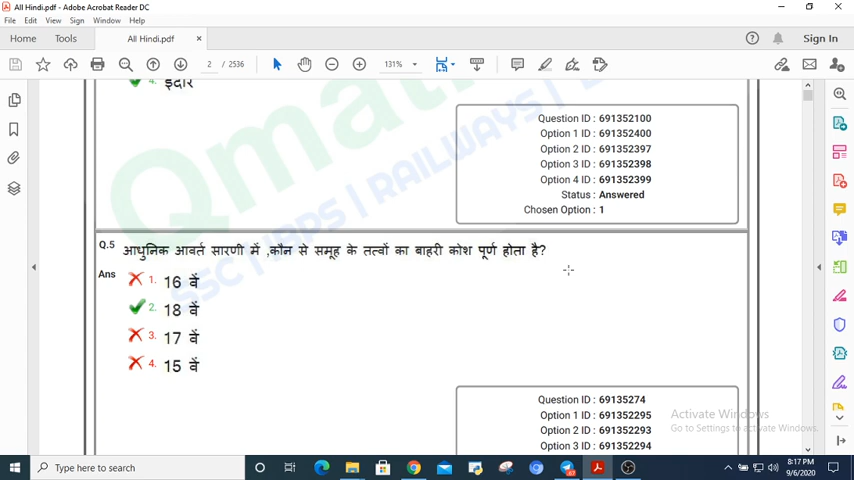 All Hindi.pdf - Adobe Acrobat Reader DC
File Edit View Sign Window Help
Home Tools All Hindi.pdf × Sign In
2 / 2536 131%
4. इंदौर
Question ID : 691352100
Option 1 ID : 691352400
Option 2 ID : 691352397
Option 3 ID : 691352398
Option 4 ID : 691352399
Status : Answered
Chosen Option : 1
Q.5 आधुनिक आवर्त सारणी में ,कौन से समूह के तत्वों का बाहरी कोश पूर्ण होता है?
Ans 1. 16 वें
2. 18 वें
3. 17 वें
4. 15 वें
Question ID : 69135274
Option 1 ID : 691352295
Option 2 ID : 691352293
Option 3 ID : 691352294
SSC | IBPS | RAILWAYS |
Activate Windows
Go to Settings to activate Windows.
Type here to search
8:17 PM
9/6/2020